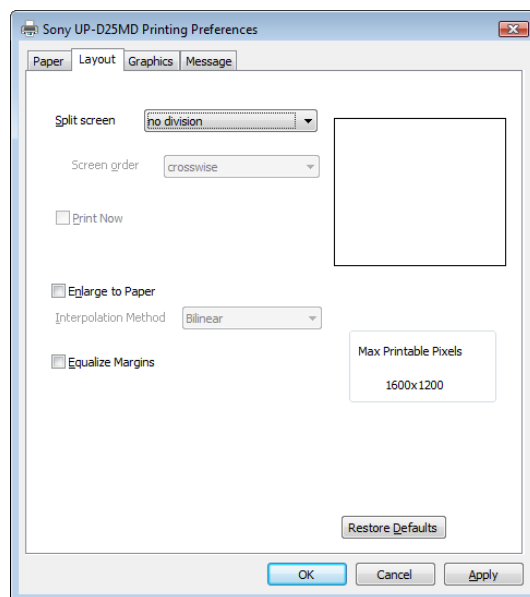 Sony UP-D25MD Printing Preferences
Paper Layout Graphics Message
Split screen no division
Screen order crosswise
Print Now
Enlarge to Paper
Interpolation Method Bilinear
Equalize Margins
Max Printable Pixels
1600x1200
Restore Defaults
OK Cancel Apply